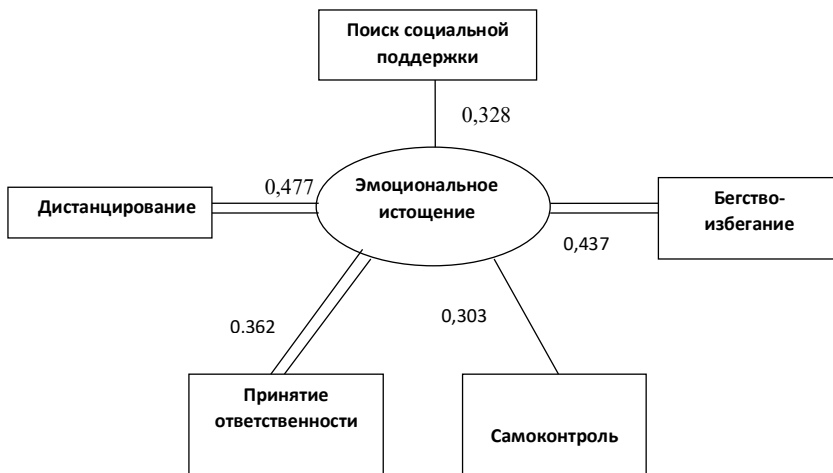 Поиск социальной
поддержки
0,328
0,477
Эмоциональное
истощение
Дистанцирование
Бегство-
избегание
0,437
0.362
0,303
Принятие
ответственности
Самоконтроль